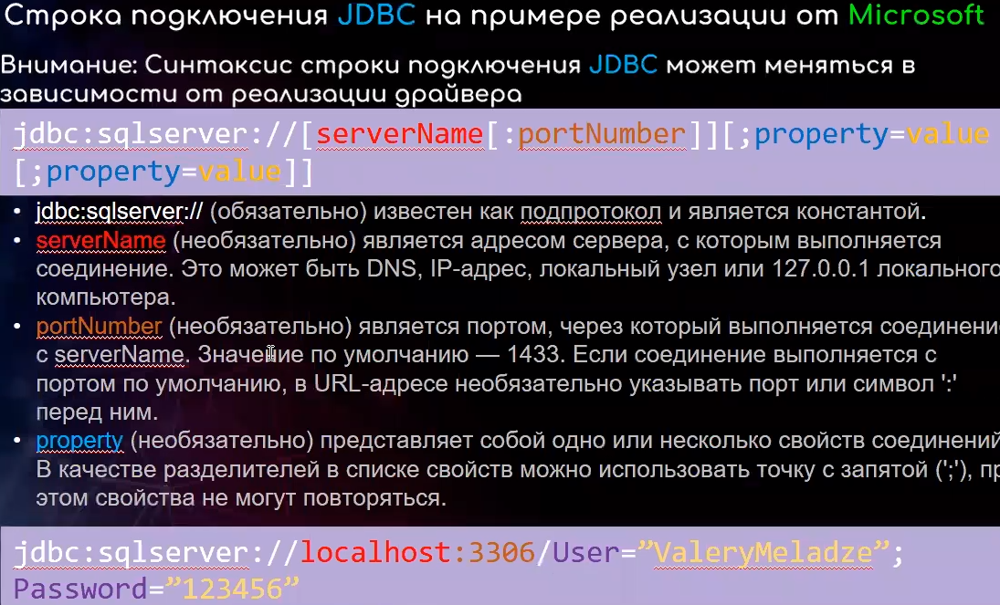 Строка подключения JDBC на примере реализации от Microsoft
Внимание: Синтаксис строки подключения JDBC может меняться в
зависимости от реализации драйвера
jdbc:sqlserver://[serverName[:portNumber]][;property=value
[;property=value]]
• jdbc:sqlserver:// (обязательно) известен как подпротокол и является константой.
• serverName (необязательно) является адресом сервера, с которым выполняется
соединение. Это может быть DNS, IP-адрес, локальный узел или 127.0.0.1 локального
компьютера.
• portNumber (необязательно) является портом, через который выполняется соединени
с serverName. Значение по умолчанию — 1433. Если соединение выполняется с
портом по умолчанию, в URL-адресе необязательно указывать порт или символ ':'
перед ним.
• property (необязательно) представляет собой одно или несколько свойств соединений
В качестве разделителей в списке свойств можно использовать точку с запятой (';'), пр
этом свойства не могут повторяться.
jdbc:sqlserver://localhost:3306/User=”ValeryMeladze”;
Password=”123456”